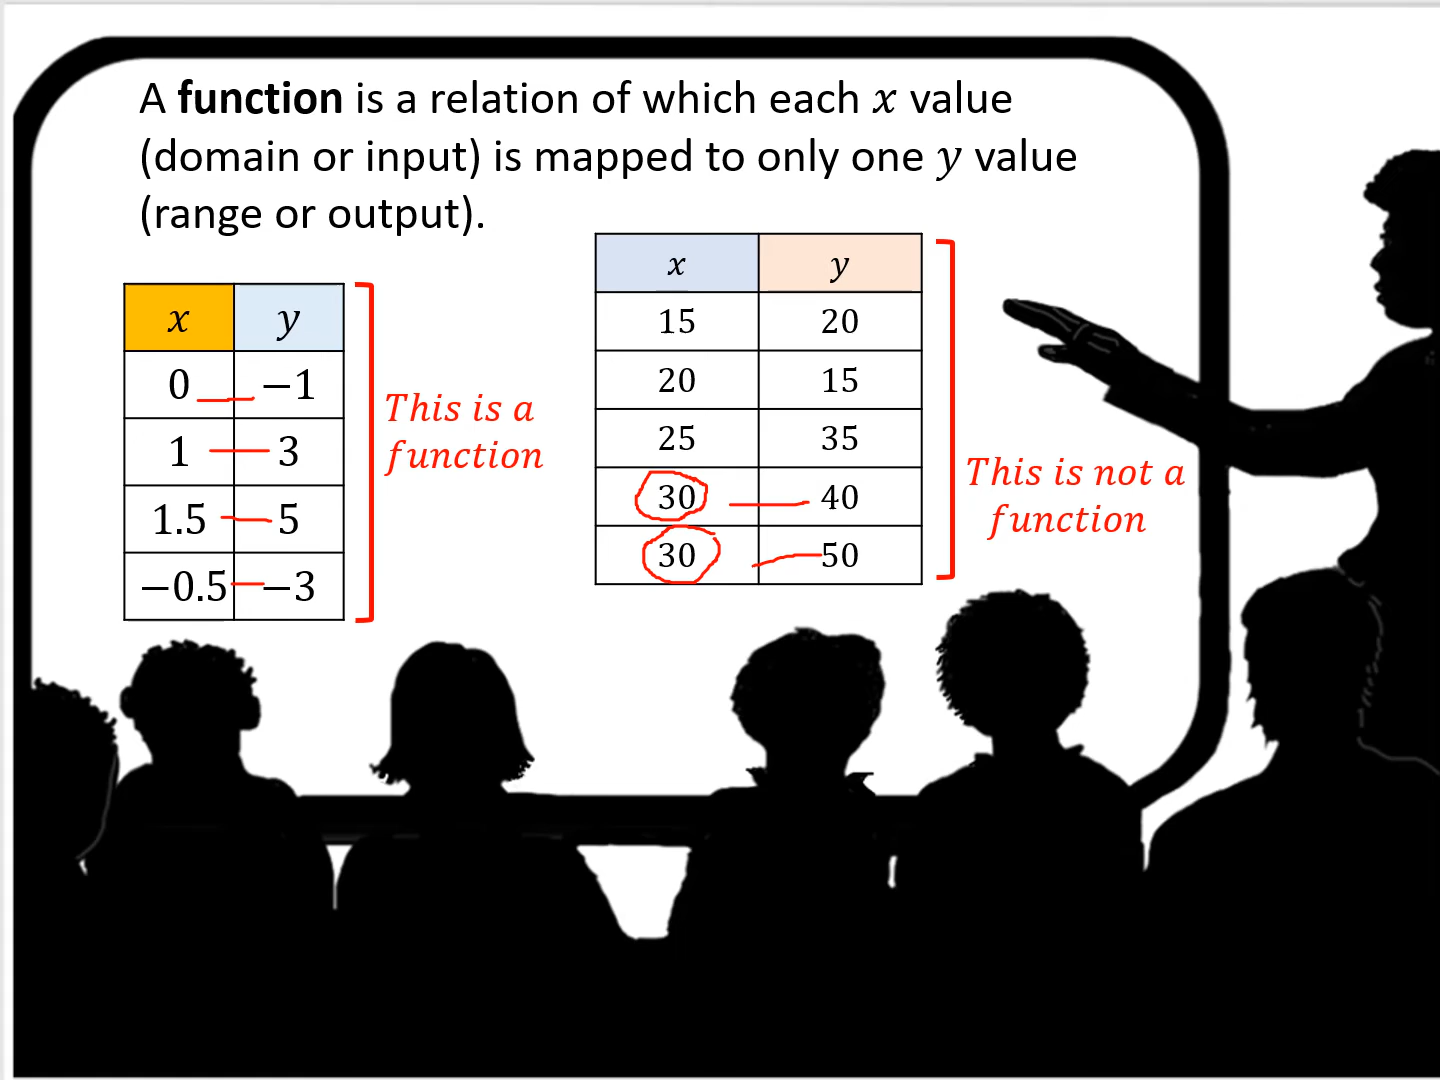 A function is a relation of which each x value
(domain or input) is mapped to only one y value
(range or output).
x y
0 −1
1 3
1.5 5
−0.5 −3
This is a
function
x y
15 20
20 15
25 35
30 40
30 50
This is not a
function